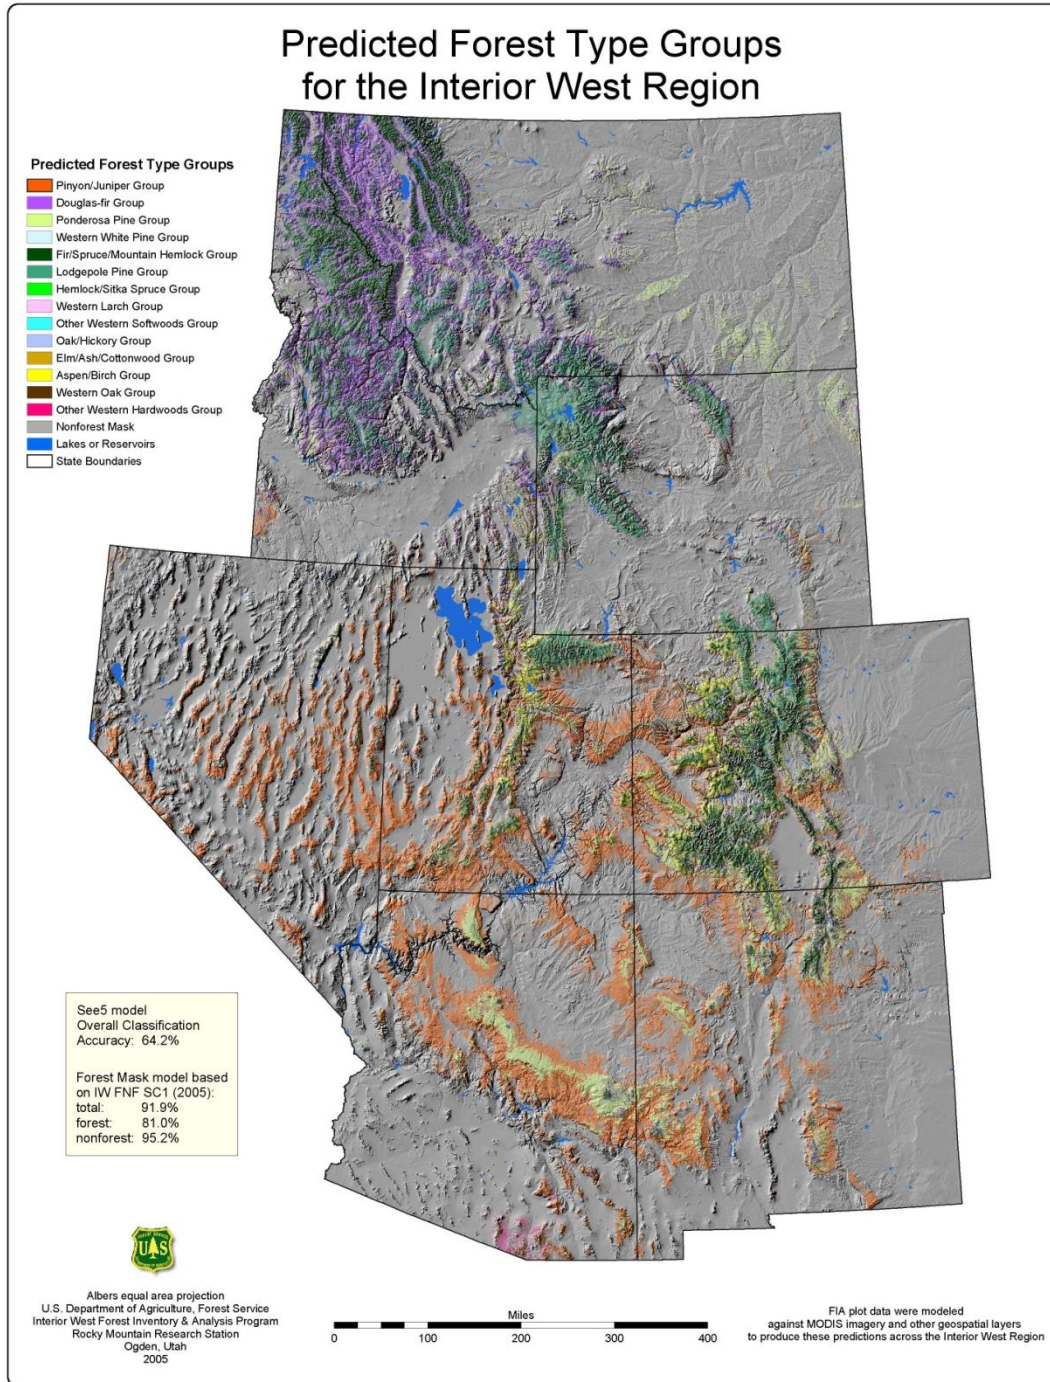 Predicted Forest Type Groups
for the Interior West Region
Predicted Forest Type Groups
Pinyon/Juniper Group
Douglas-fir Group
Ponderosa Pine Group
Western White Pine Group
Fir/Spruce/Mountain Hemlock Group
Lodgepole Pine Group
Hemlock/Sitka Spruce Group
Western Larch Group
Other Western Softwoods Group
Oak/Hickory Group
Elm/Ash/Cottonwood Group
Aspen/Birch Group
Western Oak Group
Other Western Hardwoods Group
Nonforest Mask
Lakes or Reservoirs
State Boundaries
See5 model
Overall Classification
Accuracy: 64.2%
Forest Mask model based
on IW FNF SC1 (2005):
total: 91.9%
forest: 81.0%
nonforest: 95.2%
U S
Albers equal area projection
U.S. Department of Agriculture, Forest Service
Interior West Forest Inventory & Analysis Program
Rocky Mountain Research Station
Ogden, Utah
2005
Miles
0 50 100 200 300 400
FIA plot data were modeled
against MODIS imagery and other geospatial layers
to produce these predictions across the Interior West Region